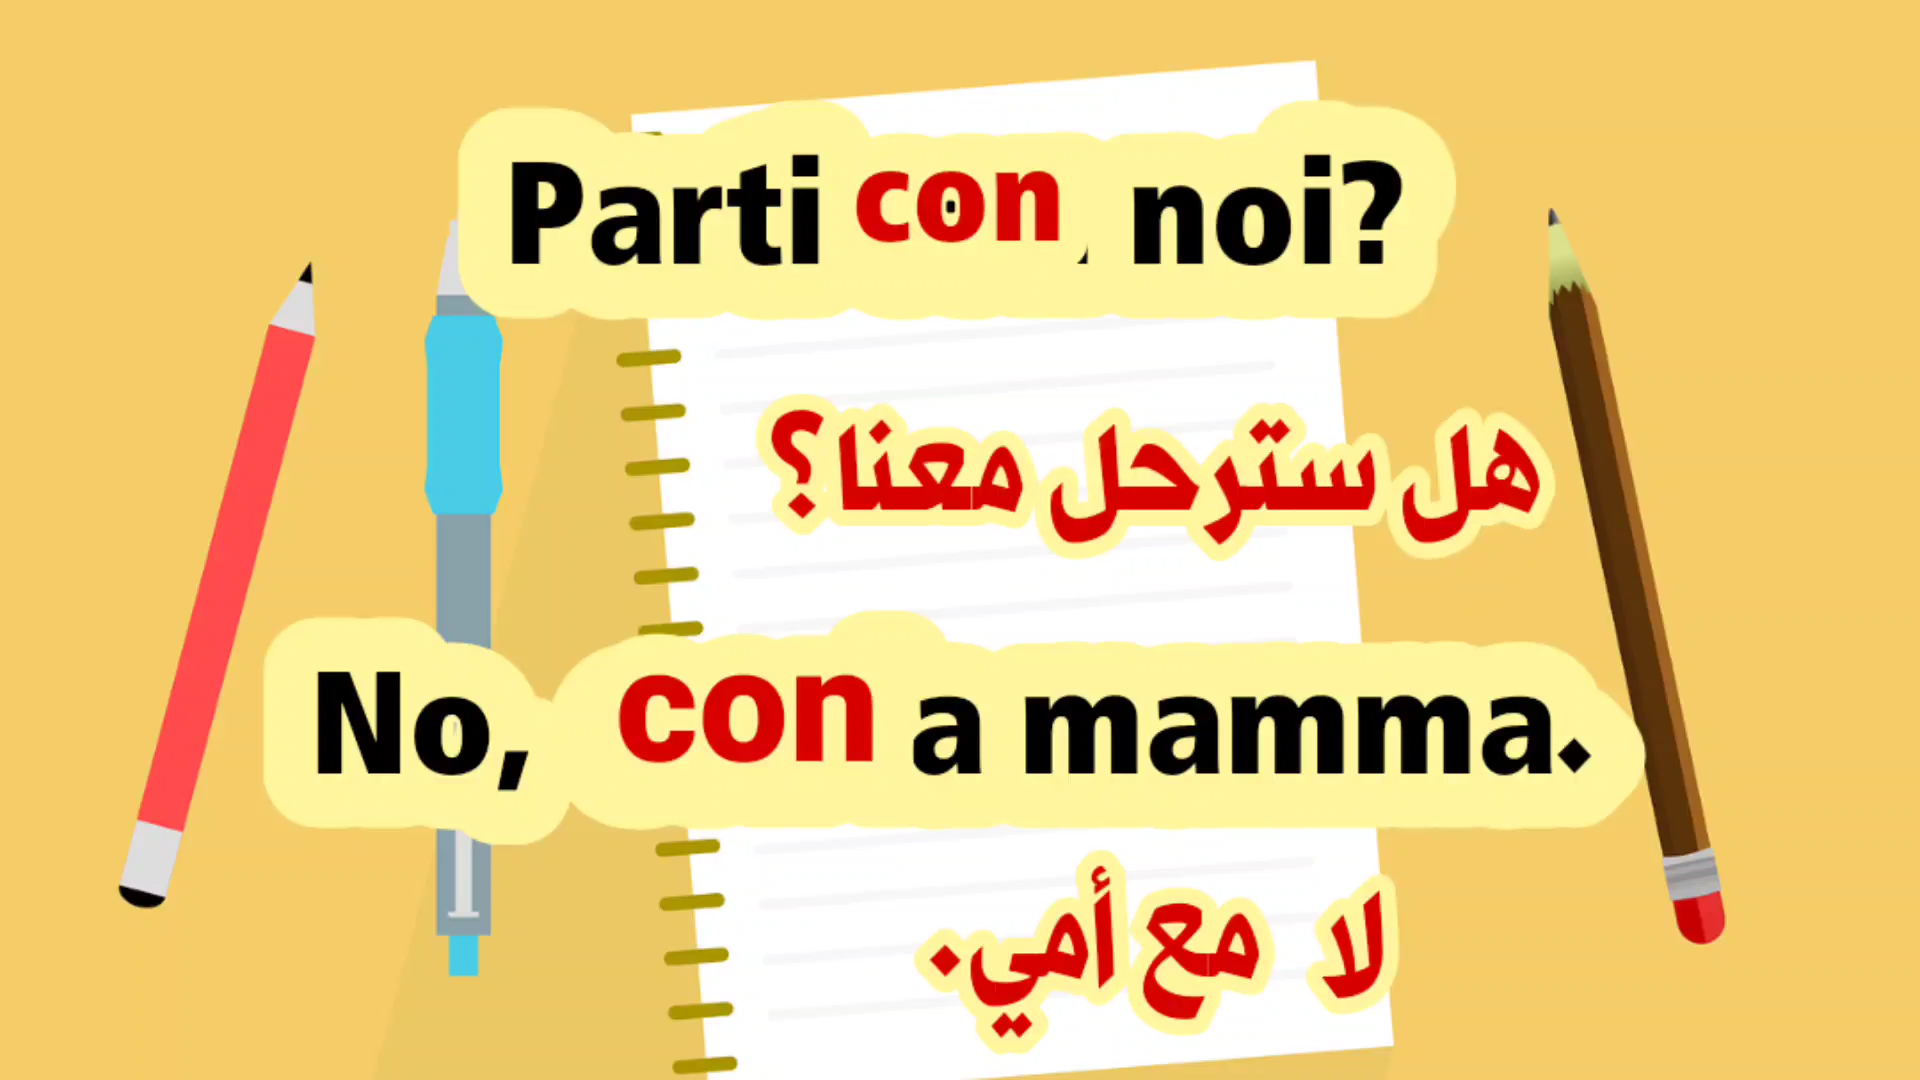 Parti con noi?
هل سترحل معنا؟
No, con a mamma.
لا مع أمي.